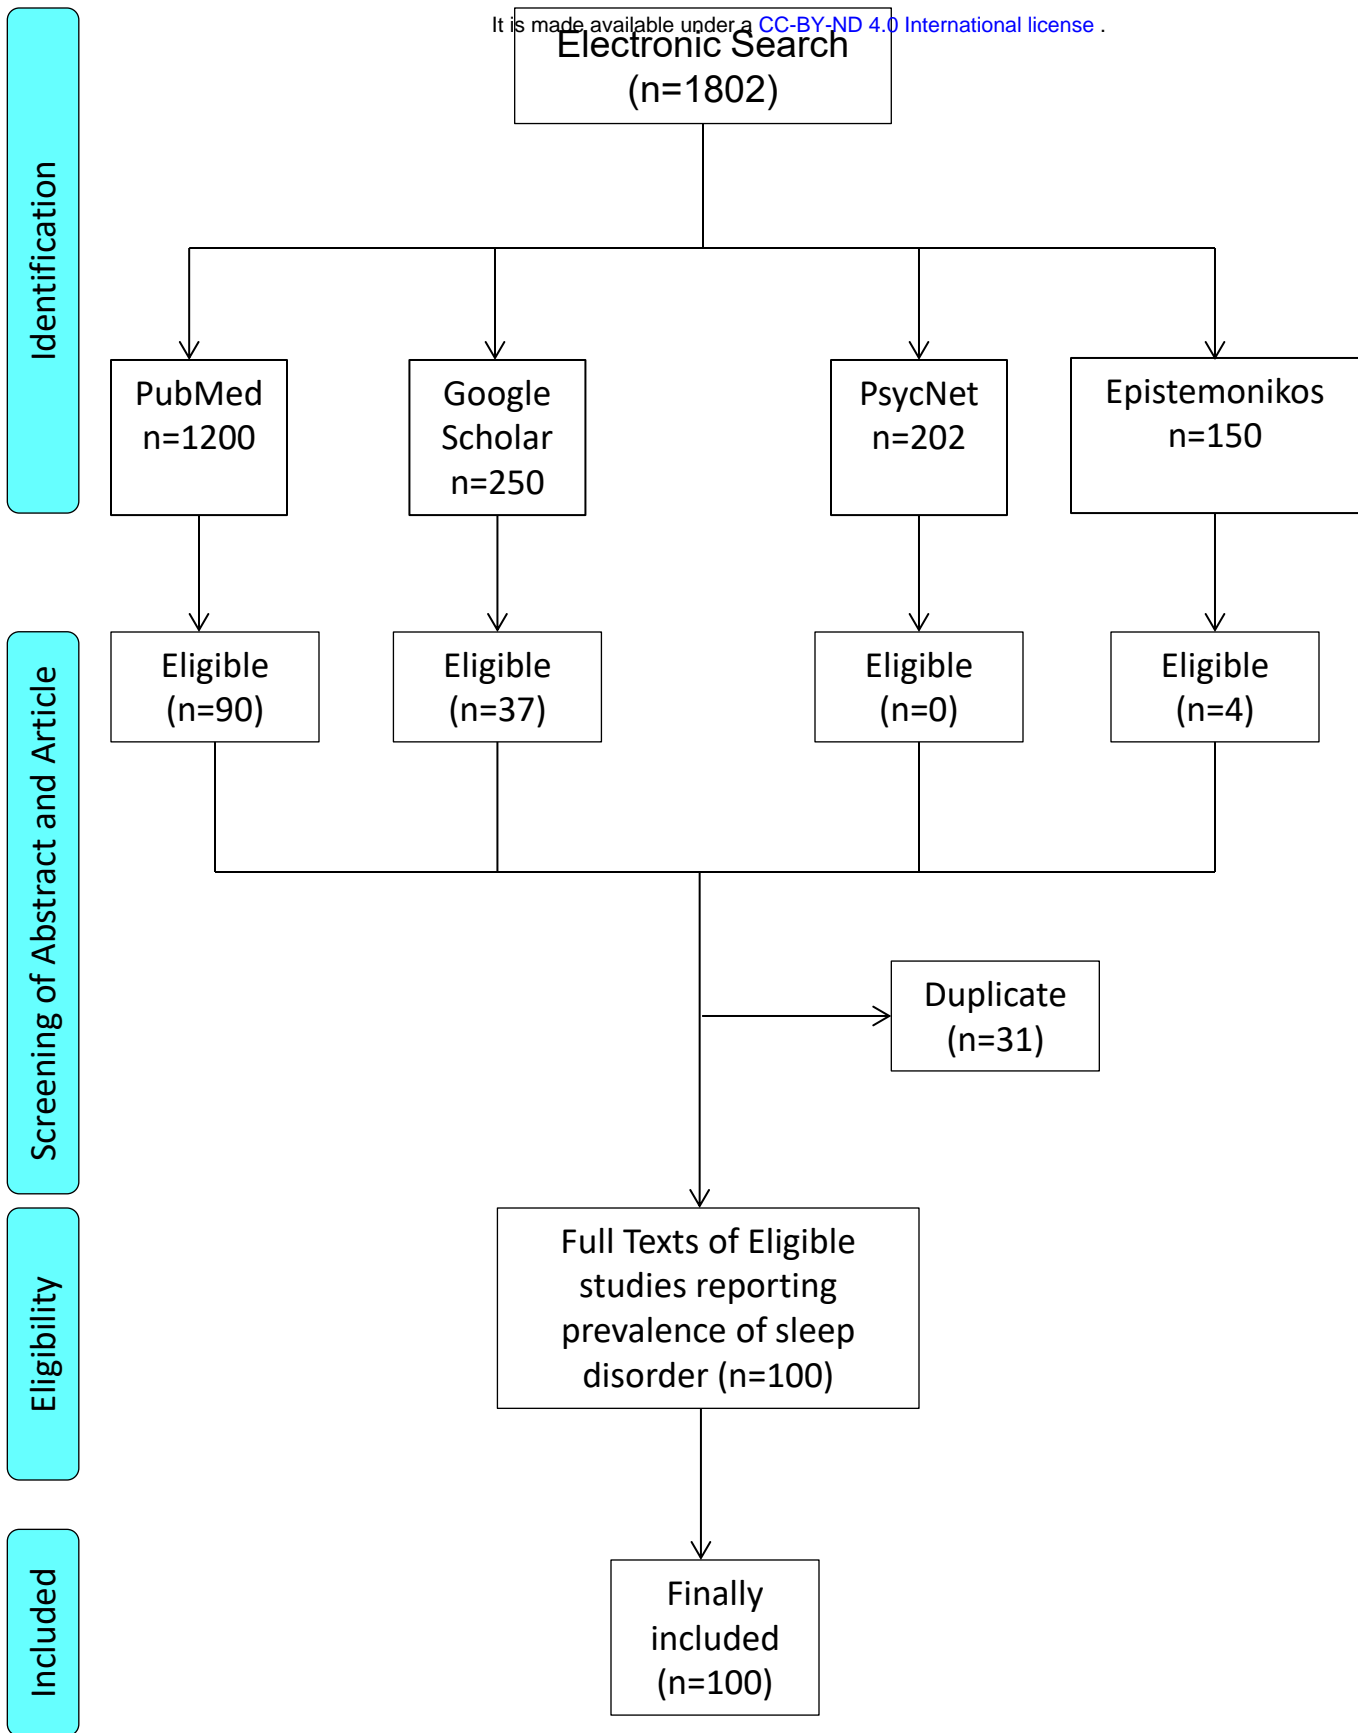 It is made available under a CC-BY-ND 4.0 International license .
Electronic Search
(n=1802)
Identification
PubMed
n=1200
Google
Scholar
n=250
PsycNet
n=202
Epistemonikos
n=150
Screening of Abstract and Article
Eligible
(n=90)
Eligible
(n=37)
Eligible
(n=0)
Eligible
(n=4)
Duplicate
(n=31)
Eligibility
Full Texts of Eligible
studies reporting
prevalence of sleep
disorder (n=100)
Included
Finally
included
(n=100)